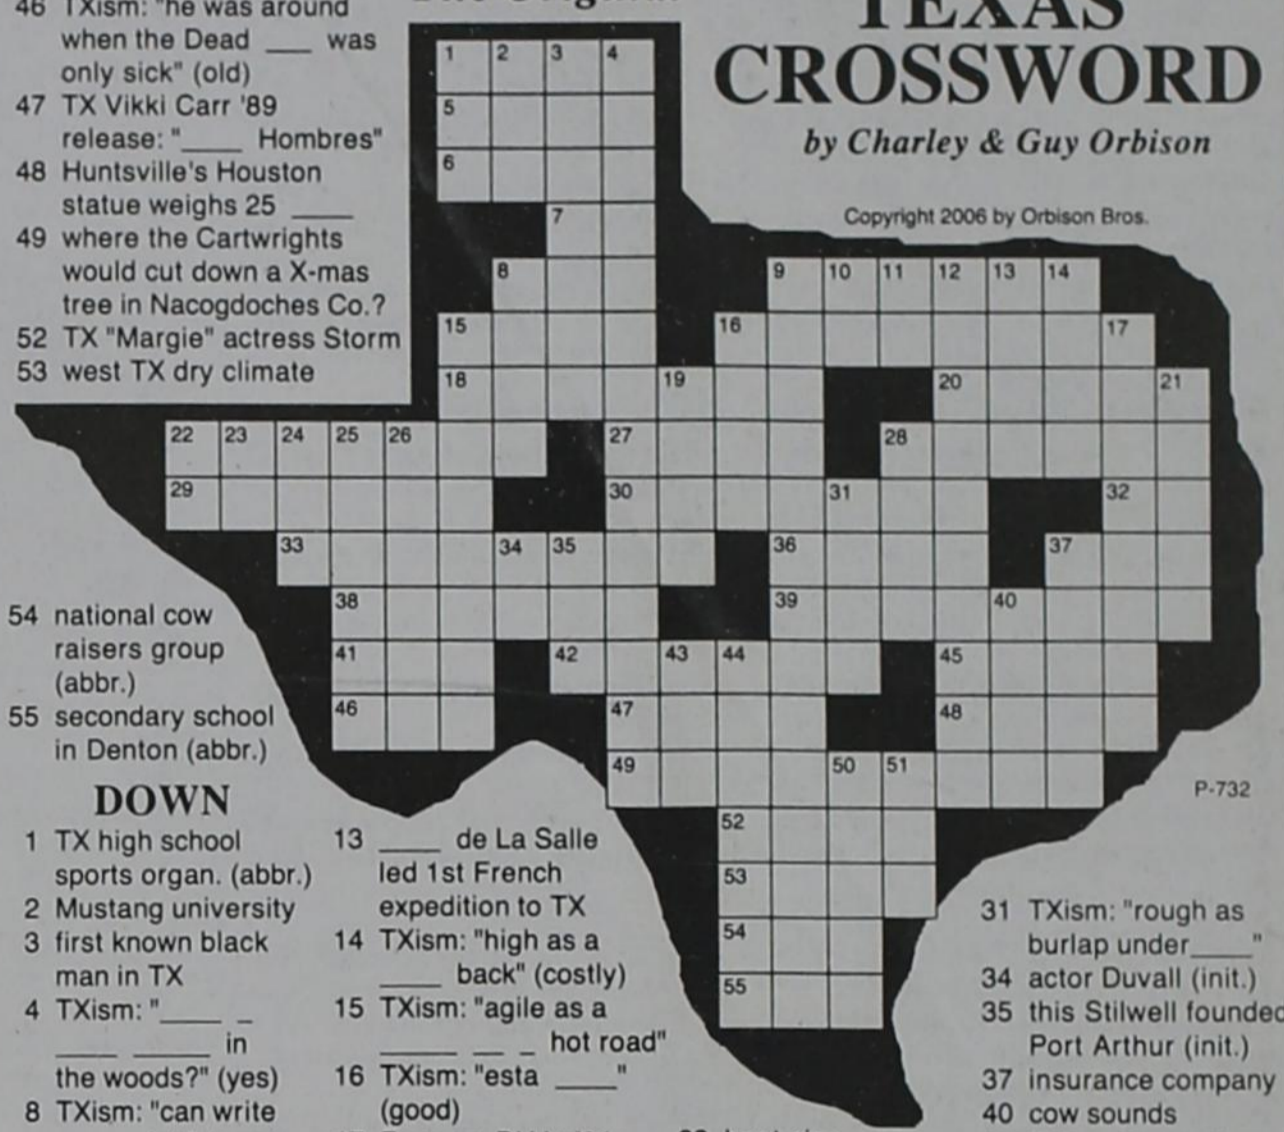 46 TXism: "he was around
when the Dead ___ was
only sick" (old)
47 TX Vikki Carr '89
release: "____ Hombres"
48 Huntsville's Houston
statue weighs 25 ____
49 where the Cartwrights
would cut down a X-mas
tree in Nacogdoches Co.?
52 TX "Margie" actress Storm
53 west TX dry climate
54 national cow
raisers group
(abbr.)
55 secondary school
in Denton (abbr.)
TEXAS
CROSSWORD
by Charley & Guy Orbison
Copyright 2006 by Orbison Bros.
1 2 3 4
5
6
7
8 9 10 11 12 13 14
15 16 17
18 19 20 21
22 23 24 25 26 27 28
29 30 31 32
33 34 35 36 37
38 39 40
41 42 43 44 45
46 47 48
49 50 51
52
53
54
55
P-732
DOWN
1 TX high school
sports organ. (abbr.)
2 Mustang university
3 first known black
man in TX
4 TXism: "____ _
____ _____ in
the woods?" (yes)
8 TXism: "can write
13 ____ de La Salle
led 1st French
expedition to TX
14 TXism: "high as a
____ back" (costly)
15 TXism: "agile as a
_____ __ _ hot road"
16 TXism: "esta ____"
(good)
31 TXism: "rough as
burlap under____"
34 actor Duvall (init.)
35 this Stilwell founded
Port Arthur (init.)
37 insurance company
40 cow sounds